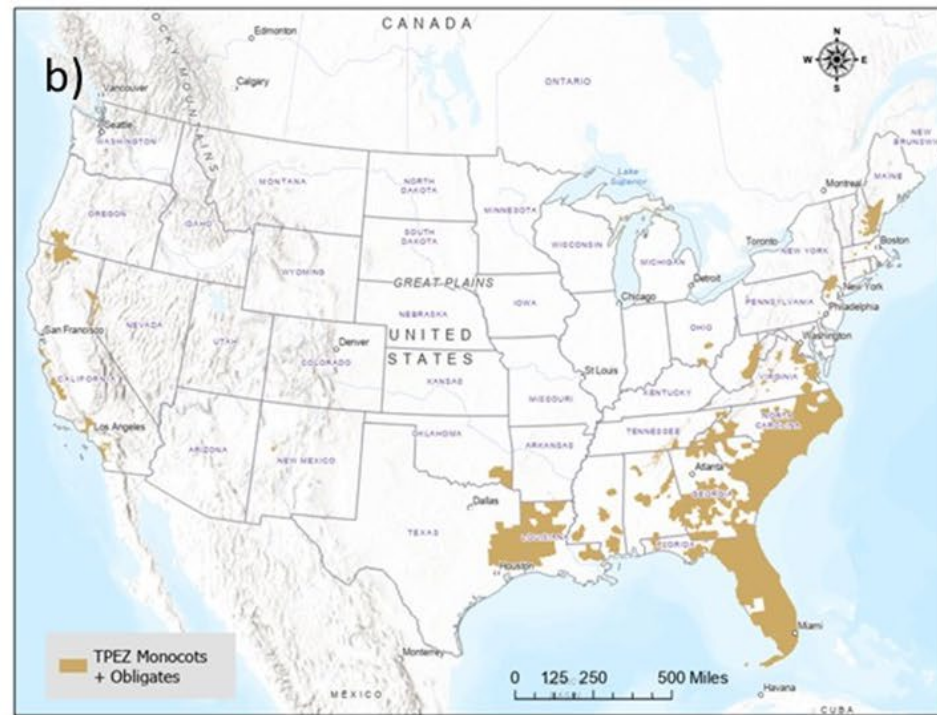 b)
CANADA
Edmonton
Calgary
ROCKY MOUNTAINS
Vancouver
Seattle
WASHINGTON
ONTARIO
NEW
BRUNSWI
MAINE
MONTANA
NORTH
DAKOTA
Lake
Superior
Montreal
OREGON
IDAHO
MINNESOTA
SOUTH
DAKOTA
WISCONSIN
Toronto
Boston
NEW YORK
WYOMING
MICHIGAN
Detroit
GREAT PLAINS
IOWA
Chicago
New York
PENNSYLVANIA
Philadelphia
NEBRASKA
San Francisco
NEVADA
UTAH
Denver
COLORADO
UNITED
STATES
OHIO
Washington
KANSAS
St Louis
VIRGINIA
CALIFORNIA
MISSOURI
KENTUCKY
Los Angeles
NORTH
CAROLINA
OKLAHOMA
ARKANSAS
TENNESSEE
ARIZONA
NEW MEXICO
Atlanta
GEORGIA
Dallas
TEXAS
LOUISIANA
FLORIDA
Houston
Monterrey
Miami
MÉXICO
Havana
CUBA
N
W E
S
TPEZ Monocots
+ Obligates
0 125 250 500 Miles